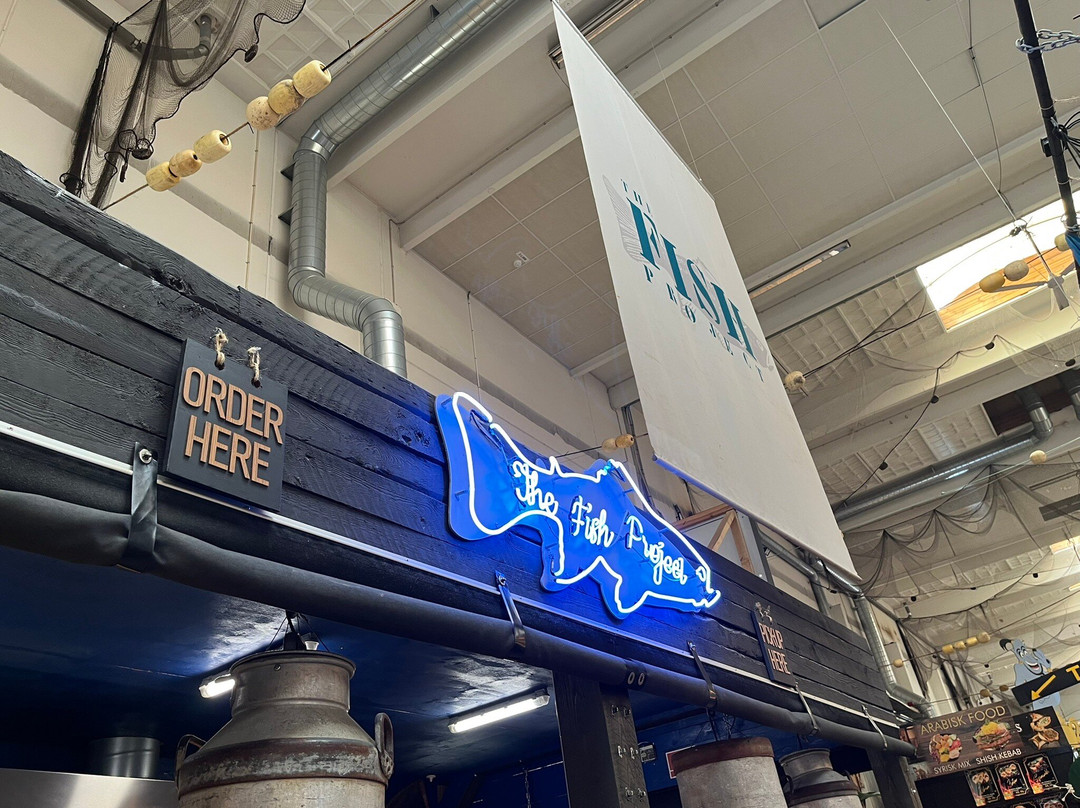 ORDER
HERE
The Fish Project
THE
FISH
PROJECT
PICKUP
HERE
ARABISK FOOD
SYRISK MIX
SHISH KEBAB